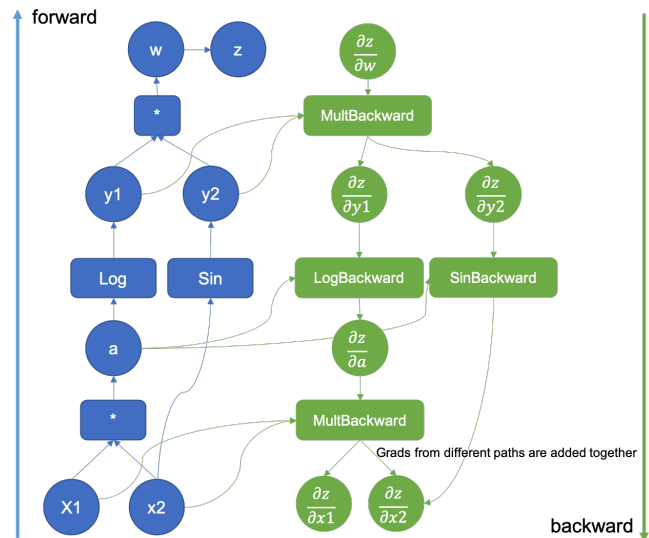 forward
w
z
∂z
∂w
*
MultBackward
y1
y2
∂z
∂y1
∂z
∂y2
Log
Sin
LogBackward
SinBackward
a
∂z
∂a
*
MultBackward
Grads from different paths are added together
X1
x2
∂z
∂x1
∂z
∂x2
backward